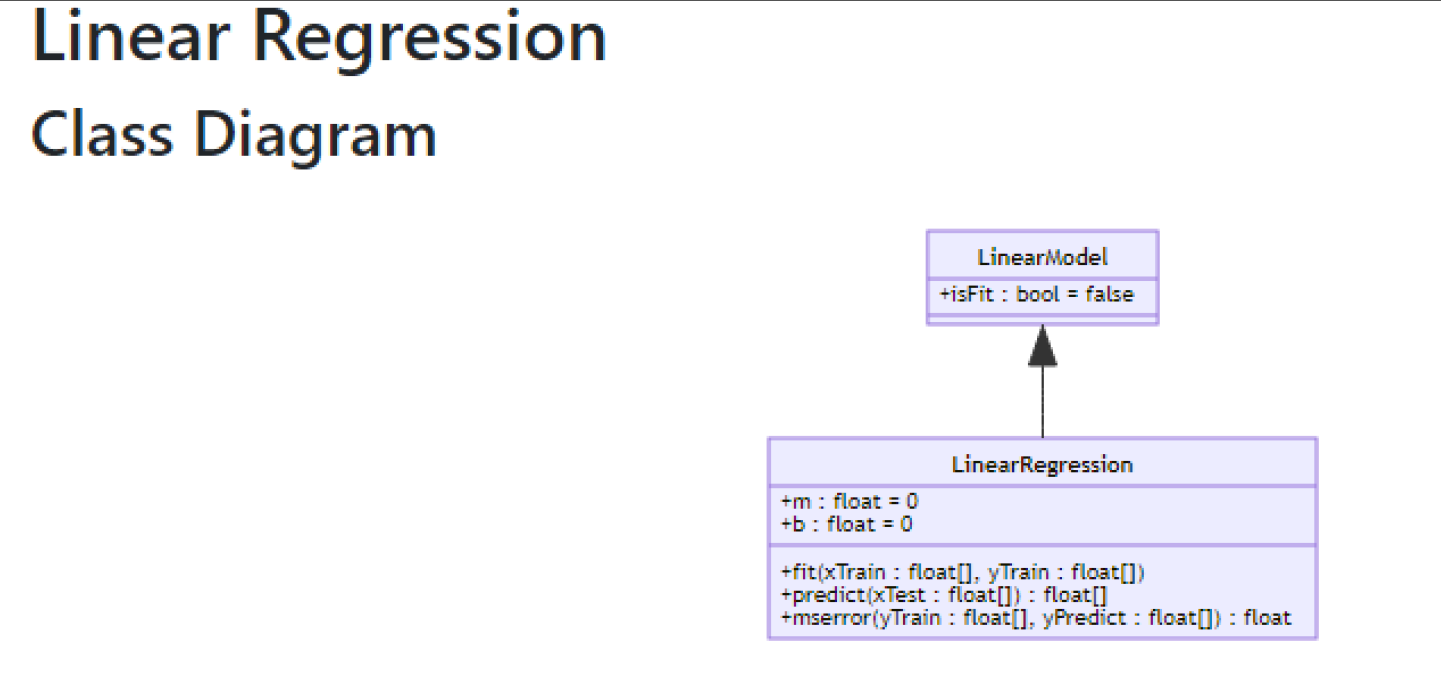 Linear Regression
Class Diagram
LinearModel
+isFit : bool = false
LinearRegression
+m : float = 0
+b : float = 0
+fit(xTrain : float[], yTrain : float[])
+predict(xTest : float[]) : float[]
+mserror(yTrain : float[], yPredict : float[]) : float